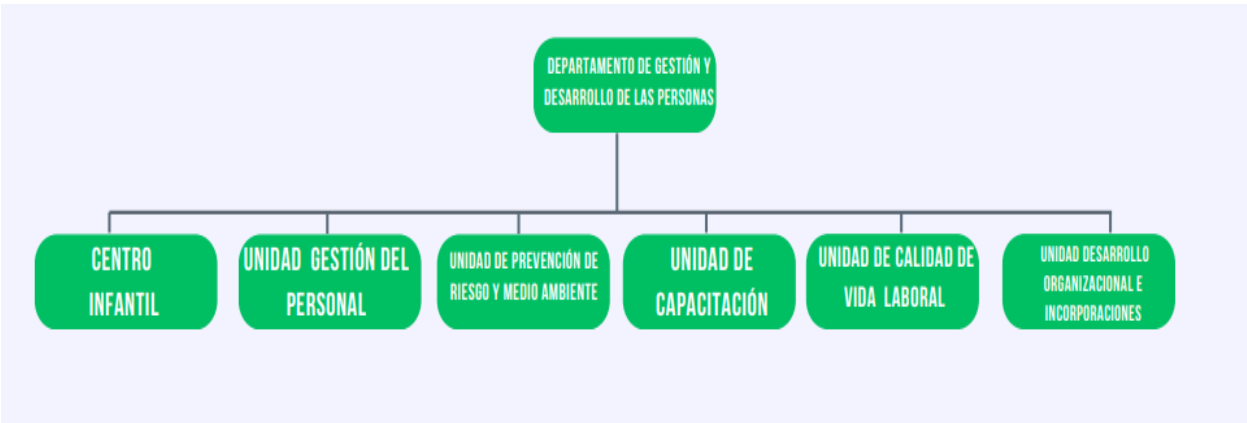 DEPARTAMENTO DE GESTIÓN Y
DESARROLLO DE LAS PERSONAS
CENTRO
INFANTIL
UNIDAD GESTIÓN DEL
PERSONAL
UNIDAD DE PREVENCIÓN DE
RIESGO Y MEDIO AMBIENTE
UNIDAD DE
CAPACITACIÓN
UNIDAD DE CALIDAD DE
VIDA LABORAL
UNIDAD DESARROLLO
ORGANIZACIONAL E
INCORPORACIONES